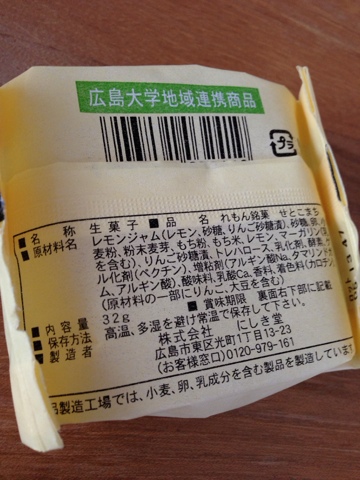 広島大学地域連携商品
プラ
■名　　称　生菓子 ■品　名　れもん銘菓　せとこまち
■原材料名　レモンジャム(レモン、砂糖、りんご砂糖漬)、砂糖、卵、小
麦粉、粉末麦芽、もち粉、もち米、レモン、マーガリン(乳
を含む)、りんご砂糖漬、トレハロース、乳化剤、酵素、ゲ
ル化剤(ペクチン)、増粘剤(アルギン酸Na、タマリンドガ
ム、アルギン酸)、酸味料、乳酸Ca、香料、着色料(カロチン)
(原材料の一部にりんご、大豆を含む)
■内容量　32g　■賞味期限　裏面右下部に記載
■保存方法　高温、多湿を避け常温で保存して下さい。
■製造者　株式会社　にしき堂
広島市東区光町1丁目13-23
(お客様窓口)0120-979-161
品製造工場では、小麦、卵、乳成分を含む製品を製造していま